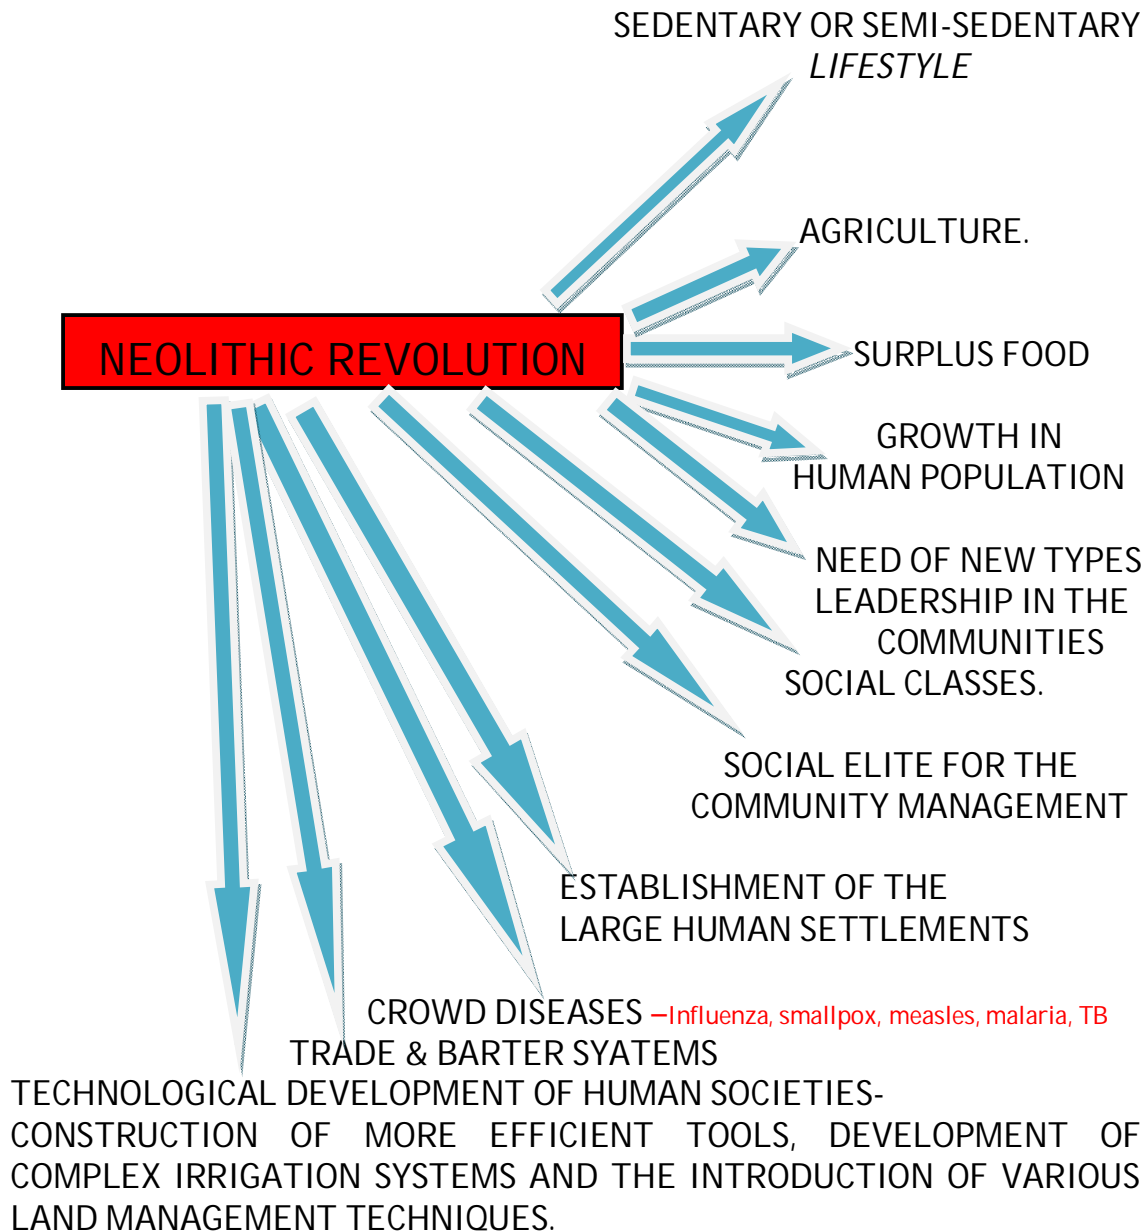 SEDENTARY OR SEMI-SEDENTARY
LIFESTYLE
AGRICULTURE.
NEOLITHIC REVOLUTION
SURPLUS FOOD
GROWTH IN
HUMAN POPULATION
NEED OF NEW TYPES
LEADERSHIP IN THE
COMMUNITIES
SOCIAL CLASSES.
SOCIAL ELITE FOR THE
COMMUNITY MANAGEMENT
ESTABLISHMENT OF THE
LARGE HUMAN SETTLEMENTS
CROWD DISEASES –Influenza, smallpox, measles, malaria, TB
TRADE & BARTER SYATEMS
TECHNOLOGICAL DEVELOPMENT OF HUMAN SOCIETIES-
CONSTRUCTION OF MORE EFFICIENT TOOLS, DEVELOPMENT OF
COMPLEX IRRIGATION SYSTEMS AND THE INTRODUCTION OF VARIOUS
LAND MANAGEMENT TECHNIQUES.